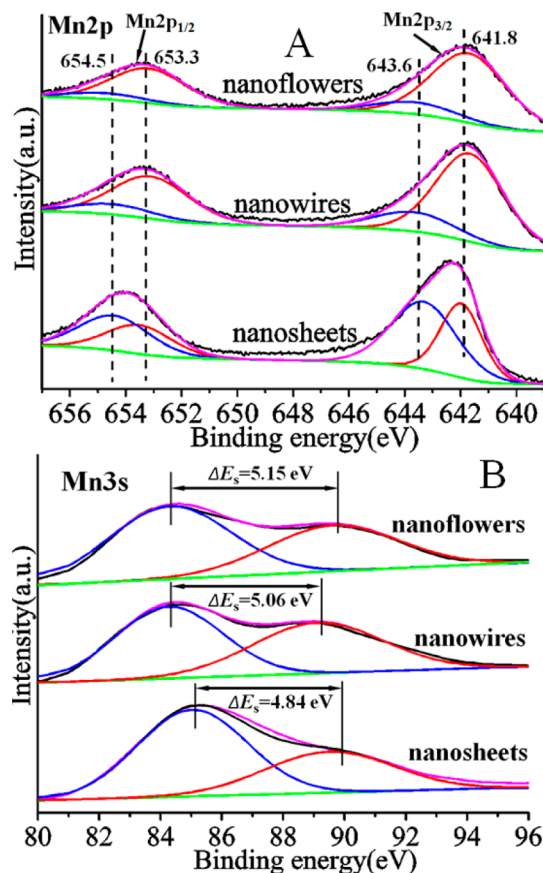 Mn2p
Mn2p1/2
A
Mn2p3/2
654.5
653.3
643.6
641.8
nanoflowers
nanowires
nanosheets
Intensity(a.u.)
656 654 652 650 648 646 644 642 640
Binding energy(eV)
Mn3s
B
ΔEs=5.15 eV
nanoflowers
ΔEs=5.06 eV
nanowires
ΔEs=4.84 eV
nanosheets
Intensity(a.u.)
80 82 84 86 88 90 92 94 96
Binding energy(eV)